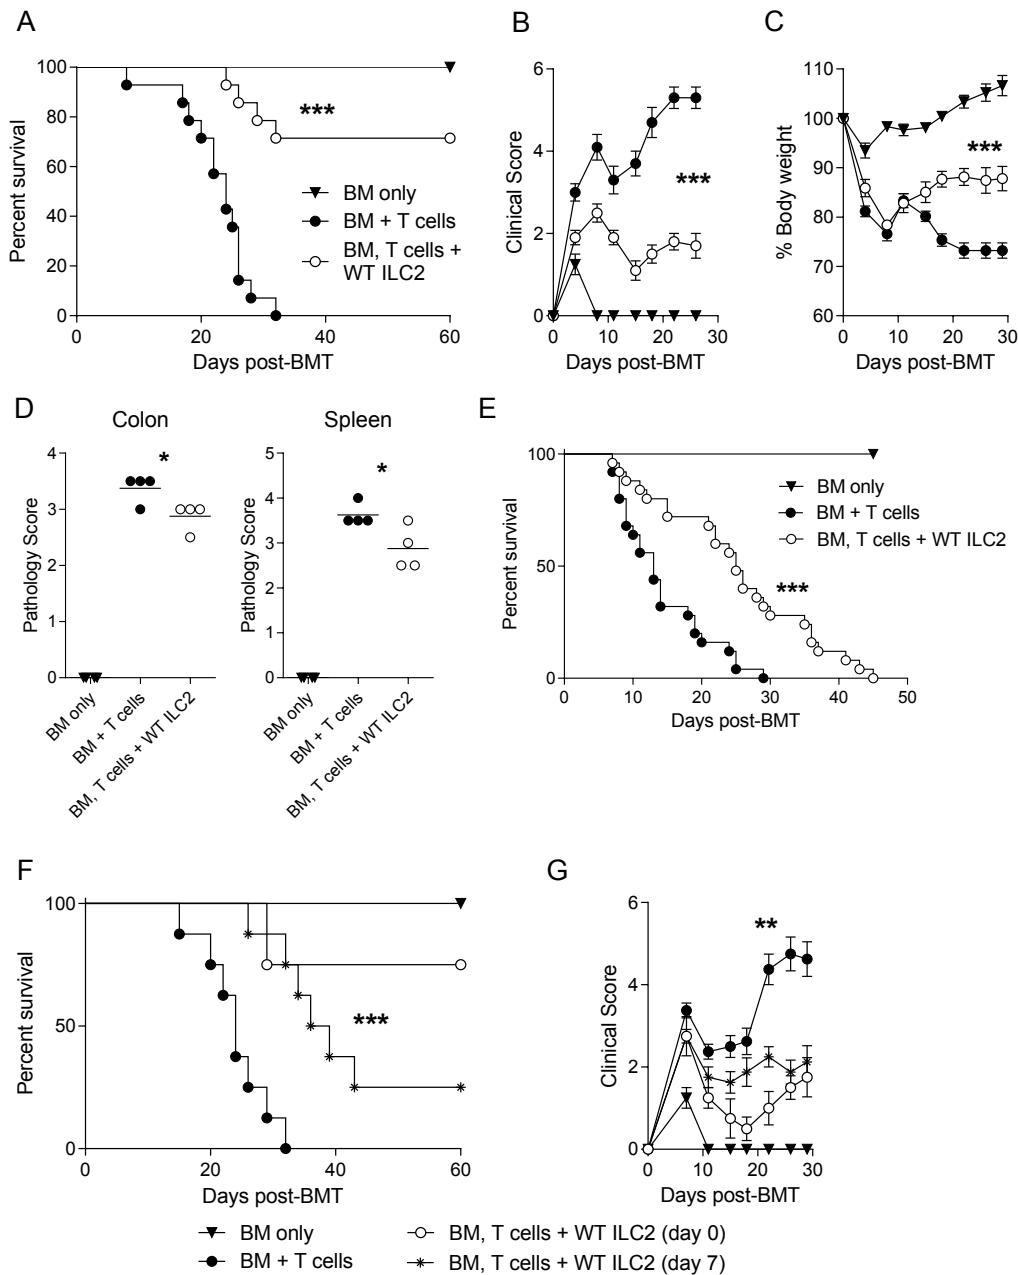 A
Percent survival
100
80
60
40
20
0
0
20
40
60
Days post-BMT
***
BM only
BM + T cells
BM, T cells +
WT ILC2
B
Clinical Score
6
4
2
0
0
10
20
30
Days post-BMT
***
C
% Body weight
110
100
90
80
70
60
0
10
20
30
Days post-BMT
***
D
Colon
Pathology Score
4
3
2
1
0
*
BM only
BM + T cells
BM, T cells + WT ILC2
Spleen
Pathology Score
5
4
3
2
1
0
*
BM only
BM + T cells
BM, T cells + WT ILC2
E
Percent survival
100
50
0
0
10
20
30
40
50
Days post-BMT
BM only
BM + T cells
BM, T cells + WT ILC2
***
F
Percent survival
100
50
0
0
20
40
60
Days post-BMT
***
G
Clinical Score
6
4
2
0
0
10
20
30
Days post-BMT
**
BM only
BM + T cells
BM, T cells + WT ILC2 (day 0)
BM, T cells + WT ILC2 (day 7)